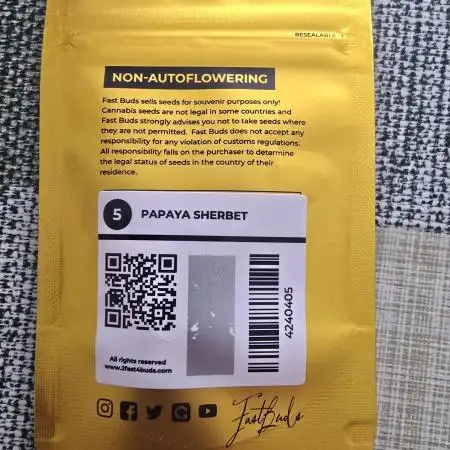 RESEALABLE
NON-AUTOFLOWERING
Fast Buds sells seeds for souvenir purposes only!
Cannabis seeds are not legal in some countries and
Fast Buds strongly advises you not to take seeds where
they are not permitted. Fast Buds does not accept any
responsibility for any violation of customs regulations.
All responsibility falls on the purchaser to determine
the legal status of seeds in the country of their
residence.
5 PAPAYA SHERBET
4240405
All rights reserved
www.2fast4buds.com
FastBuds